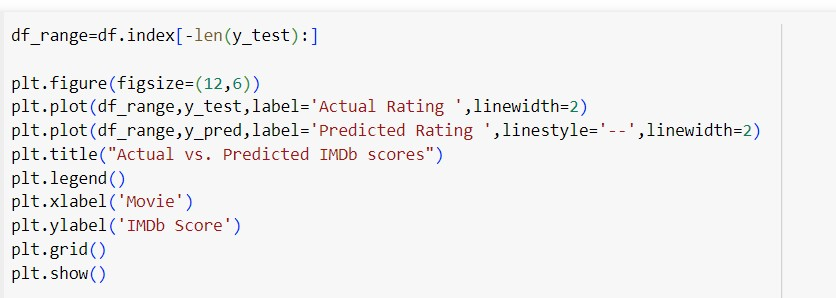 df_range=df.index[-len(y_test):]
plt.figure(figsize=(12,6))
plt.plot(df_range,y_test,label='Actual Rating ',linewidth=2)
plt.plot(df_range,y_pred,label='Predicted Rating ',linestyle='--',linewidth=2)
plt.title("Actual vs. Predicted IMDb scores")
plt.legend()
plt.xlabel('Movie')
plt.ylabel('IMDb Score')
plt.grid()
plt.show()